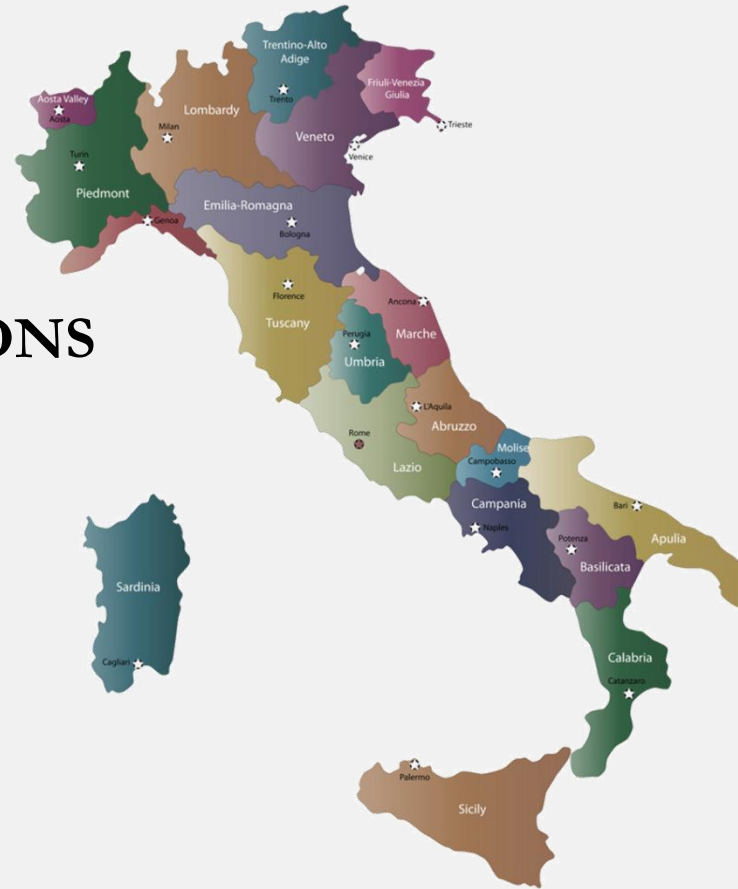 Trentino-Alto
Adige
Trento
Friuli-Venezia
Giulia
Aosta Valley
Aosta
Lombardy
Milan
Veneto
Trieste
Venice
Turin
Piedmont
Emilia-Romagna
Genoa
Bologna
Florence
Ancona
ONS
Tuscany
Perugia
Marche
Umbria
L'Aquila
Abruzzo
Rome
Molise
Campobasso
Lazio
Campania
Bari
Naples
Potenza
Apulia
Basilicata
Sardinia
Calabria
Cagliari
Catanzaro
Palermo
Sicily